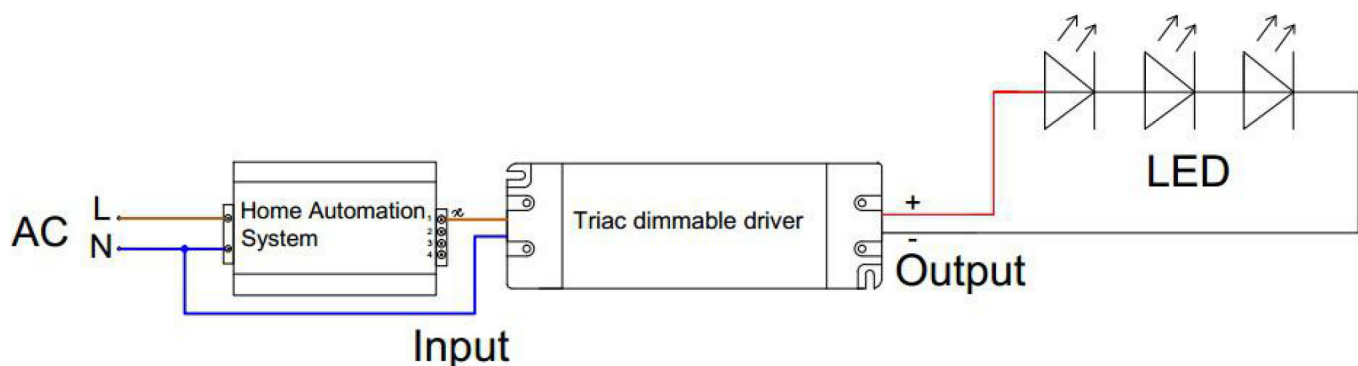 AC
L
N
Home Automation
System
1
2
3
4
Input
Triac dimmable driver
+
-
Output
LED